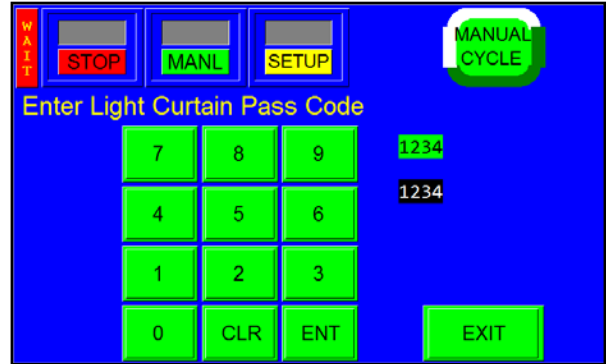 WAIT
STOP MANL SETUP
MANUAL
CYCLE
Enter Light Curtain Pass Code
7 8 9
1234
4 5 6
1234
1 2 3
0 CLR ENT
EXIT